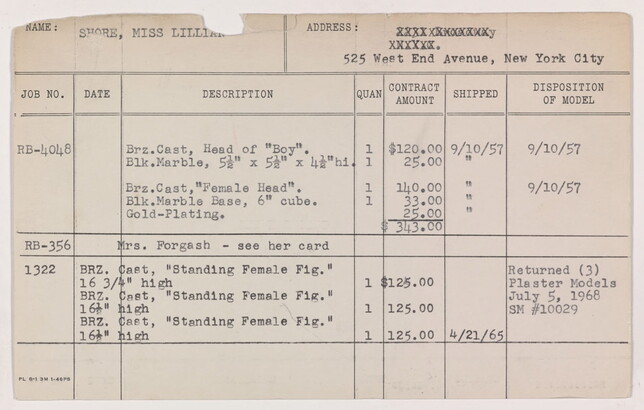 NAME: SHORE, MISS LILLIA
ADDRESS:
525 West End Avenue, New York City
JOB NO. DATE DESCRIPTION QUAN CONTRACT AMOUNT SHIPPED DISPOSITION OF MODEL
RB-4048 Brz.Cast, Head of "Boy". 1 $120.00 9/10/57 9/10/57
Blk.Marble, 5½" x 5½" x 4½"hi. 1 25.00 "
Brz.Cast,"Female Head". 1 140.00 " 9/10/57
Blk.Marble Base, 6" cube. 1 33.00 "
Gold-Plating. 25.00 "
$ 343.00
RB-356 Mrs. Forgash - see her card
1322 BRZ. Cast, "Standing Female Fig." Returned (3)
16 3/4" high 1 $125.00 Plaster Models
BRZ. Cast, "Standing Female Fig." July 5, 1968
16½" high 1 125.00 SM #10029
BRZ. Cast, "Standing Female Fig."
16½" high 1 125.00 4/21/65